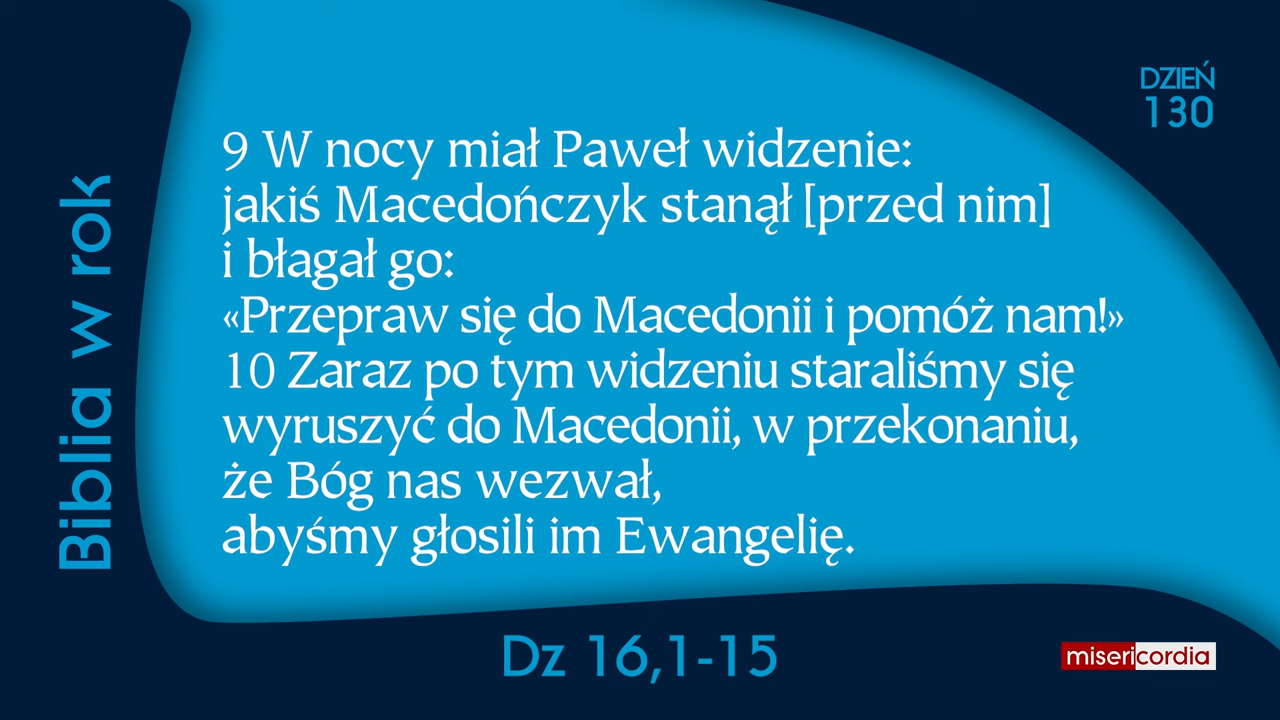 DZIEŃ
130
Biblia w rok
9 W nocy miał Paweł widzenie:
jakiś Macedończyk stanął [przed nim]
i błagał go:
«Przepraw się do Macedonii i pomóż nam!»
10 Zaraz po tym widzeniu staraliśmy się
wyruszyć do Macedonii, w przekonaniu,
że Bóg nas wezwał,
abyśmy głosili im Ewangelię.
Dz 16,1-15
misericordia